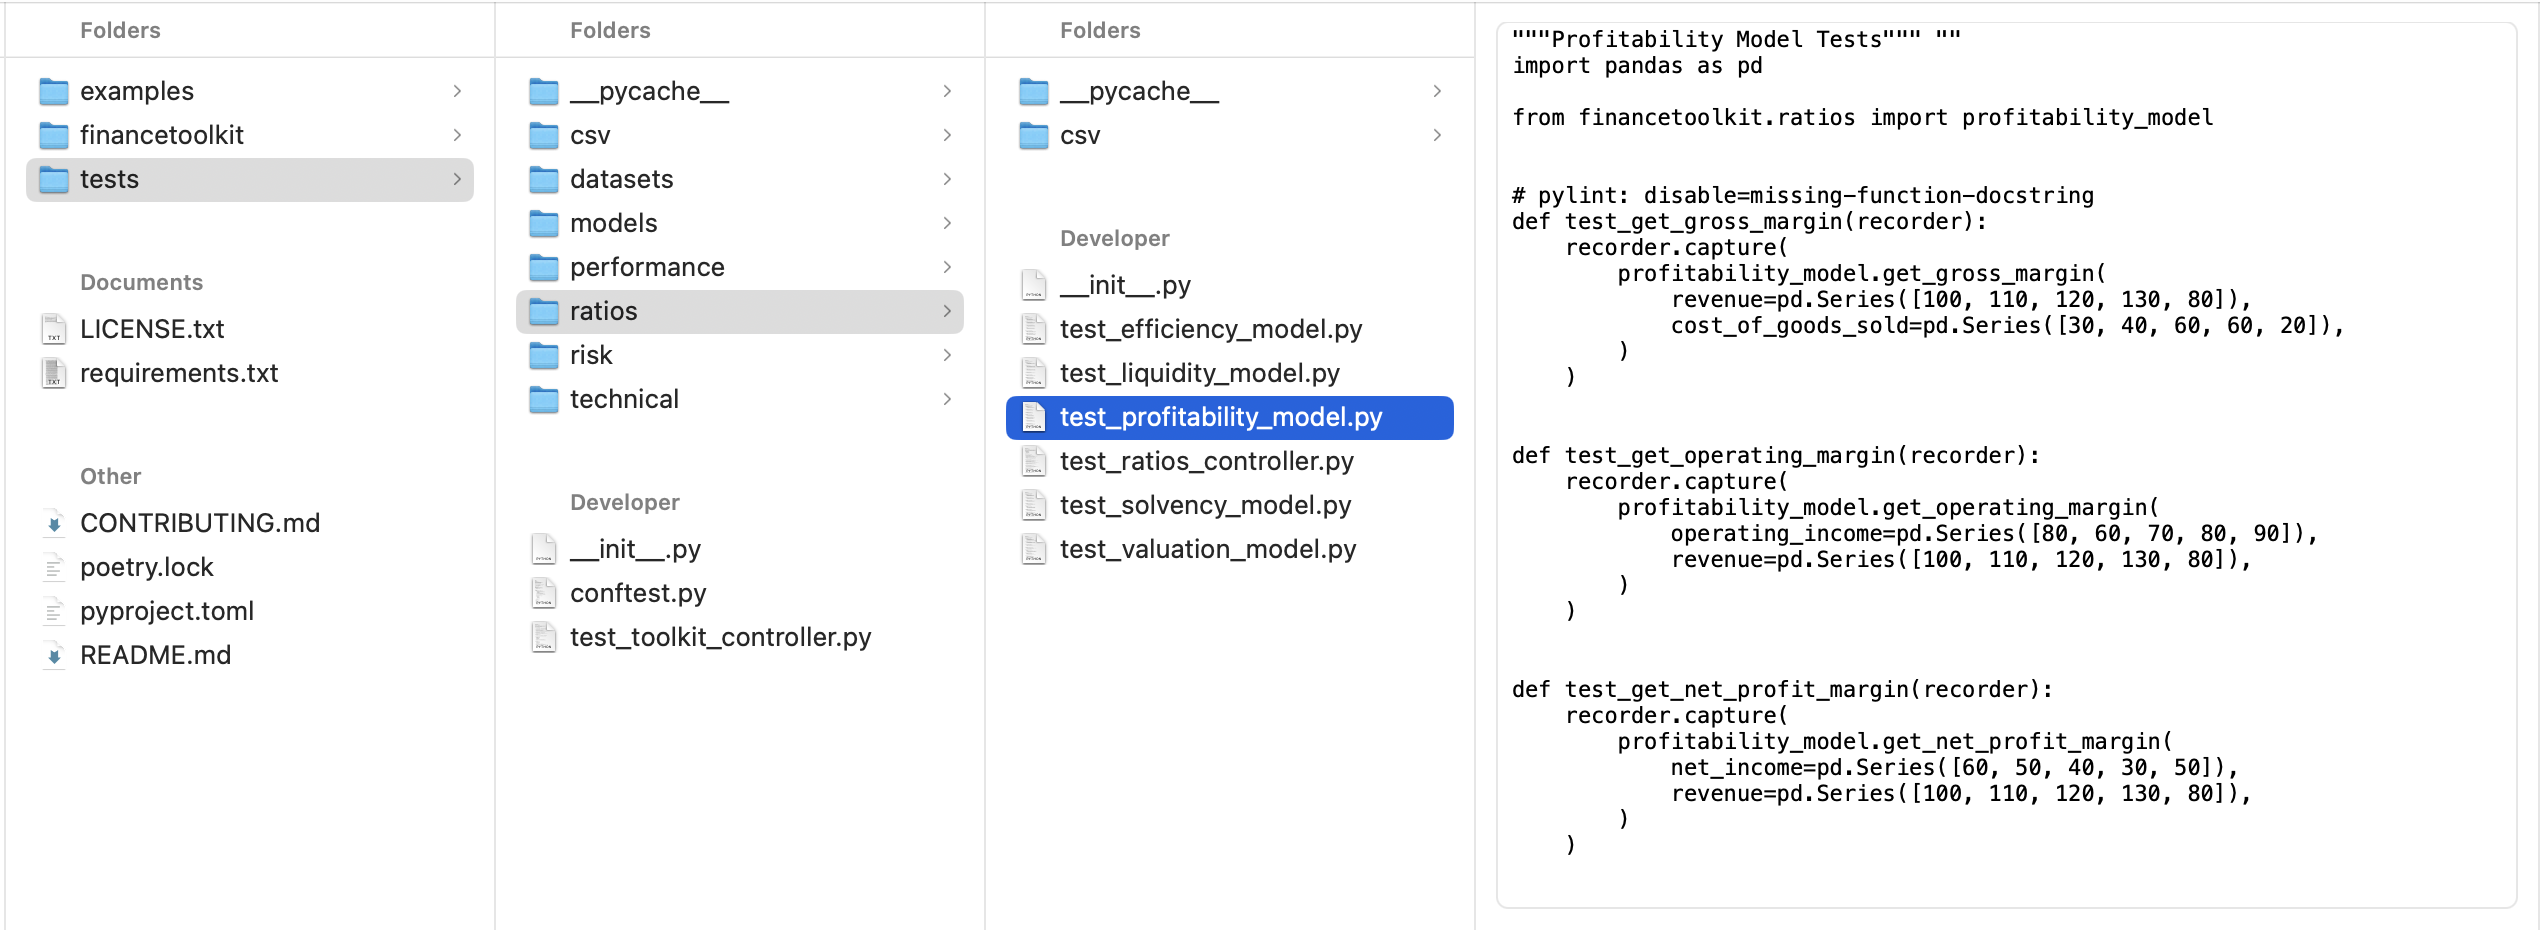 Folders
examples
financetoolkit
tests
Documents
LICENSE.txt
requirements.txt
Other
CONTRIBUTING.md
poetry.lock
pyproject.toml
README.md
Folders
__pycache__
csv
datasets
models
performance
ratios
risk
technical
Developer
__init__.py
conftest.py
test_toolkit_controller.py
Folders
__pycache__
csv
Developer
__init__.py
test_efficiency_model.py
test_liquidity_model.py
test_profitability_model.py
test_ratios_controller.py
test_solvency_model.py
test_valuation_model.py
"""Profitability Model Tests""" ""
import pandas as pd
from financetoolkit.ratios import profitability_model
# pylint: disable=missing-function-docstring
def test_get_gross_margin(recorder):
    recorder.capture(
        profitability_model.get_gross_margin(
            revenue=pd.Series([100, 110, 120, 130, 80]),
            cost_of_goods_sold=pd.Series([30, 40, 60, 60, 20]),
        )
    )
def test_get_operating_margin(recorder):
    recorder.capture(
        profitability_model.get_operating_margin(
            operating_income=pd.Series([80, 60, 70, 80, 90]),
            revenue=pd.Series([100, 110, 120, 130, 80]),
        )
    )
def test_get_net_profit_margin(recorder):
    recorder.capture(
        profitability_model.get_net_profit_margin(
            net_income=pd.Series([60, 50, 40, 30, 50]),
            revenue=pd.Series([100, 110, 120, 130, 80]),
        )
    )